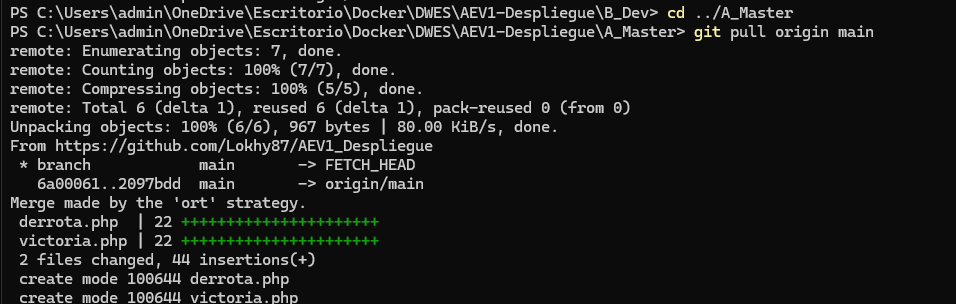 PS C:\Users\admin\OneDrive\Escritorio\Docker\DWES\AEV1-Despliegue\B_Dev> cd ../A_Master
PS C:\Users\admin\OneDrive\Escritorio\Docker\DWES\AEV1-Despliegue\A_Master> git pull origin main
remote: Enumerating objects: 7, done.
remote: Counting objects: 100% (7/7), done.
remote: Compressing objects: 100% (5/5), done.
remote: Total 6 (delta 1), reused 6 (delta 1), pack-reused 0 (from 0)
Unpacking objects: 100% (6/6), 967 bytes | 80.00 KiB/s, done.
From https://github.com/Lokhy87/AEV1_Despliegue
 * branch            main       -> FETCH_HEAD
   6a00061..2097bdd  main       -> origin/main
Merge made by the 'ort' strategy.
 derrota.php  | 22 ++++++++++++++++++++++
 victoria.php | 22 ++++++++++++++++++++++
 2 files changed, 44 insertions(+)
 create mode 100644 derrota.php
 create mode 100644 victoria.php